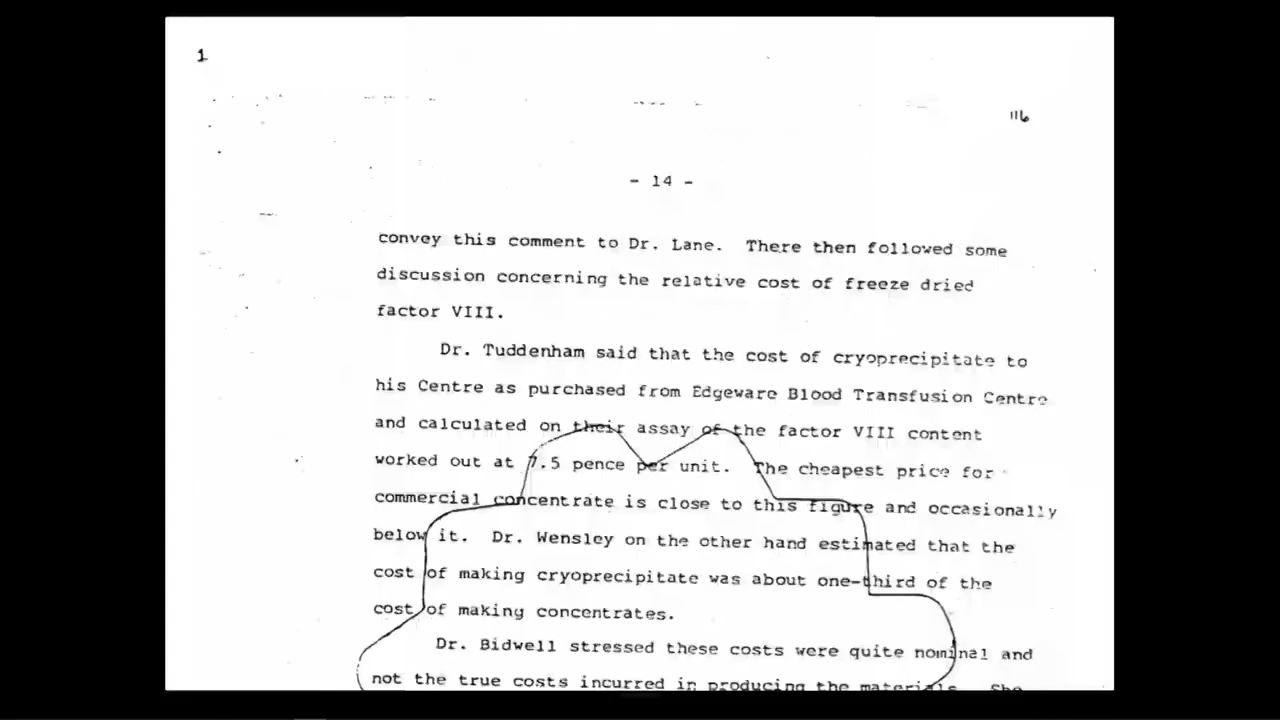 1
116
- 14 -
convey this comment to Dr. Lane. There then followed some
discussion concerning the relative cost of freeze dried
factor VIII.
Dr. Tuddenham said that the cost of cryoprecipitate to
his Centre as purchased from Edgeware Blood Transfusion Centre
and calculated on their assay of the factor VIII content
worked out at 7.5 pence per unit. The cheapest price for
commercial concentrate is close to this figure and occasionally
below it. Dr. Wensley on the other hand estimated that the
cost of making cryoprecipitate was about one-third of the
cost of making concentrates.
Dr. Bidwell stressed these costs were quite nominal and
not the true costs incurred in producing the materials. She